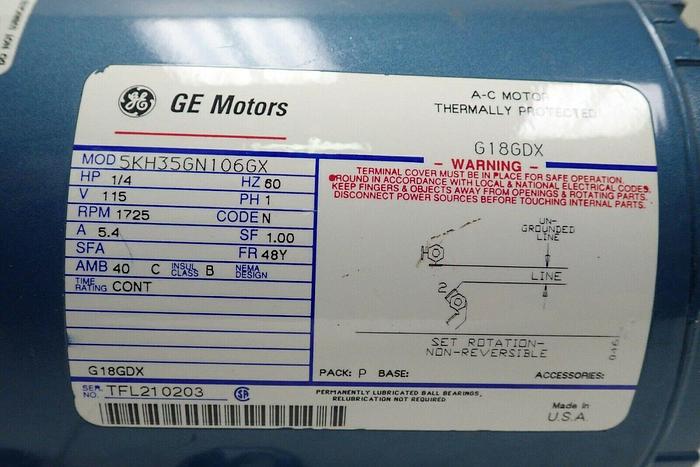 GE Motors
A-C MOTOR
THERMALLY PROTECTED
G18GDX
MOD 5KH35GN106GX
HP 1/4 HZ 60
V 115 PH 1
RPM 1725 CODE N
A 5.4 SF 1.00
SFA FR 48Y
AMB 40 C INSUL CLASS B NEMA DESIGN
TIME RATING CONT
G18GDX
SER. NO. TFL210203
- WARNING -
TERMINAL COVER MUST BE IN PLACE FOR SAFE OPERATION.
GROUND IN ACCORDANCE WITH LOCAL & NATIONAL ELECTRICAL CODES.
KEEP FINGERS & OBJECTS AWAY FROM OPENINGS & ROTATING PARTS.
DISCONNECT POWER SOURCES BEFORE TOUCHING INTERNAL PARTS.
UN-
GROUNDED
LINE
LINE
2
SET ROTATION-
NON-REVERSIBLE
PACK: P BASE: ACCESSORIES:
PERMANENTLY LUBRICATED BALL BEARINGS,
RELUBRICATION NOT REQUIRED
Made In
U.S.A.